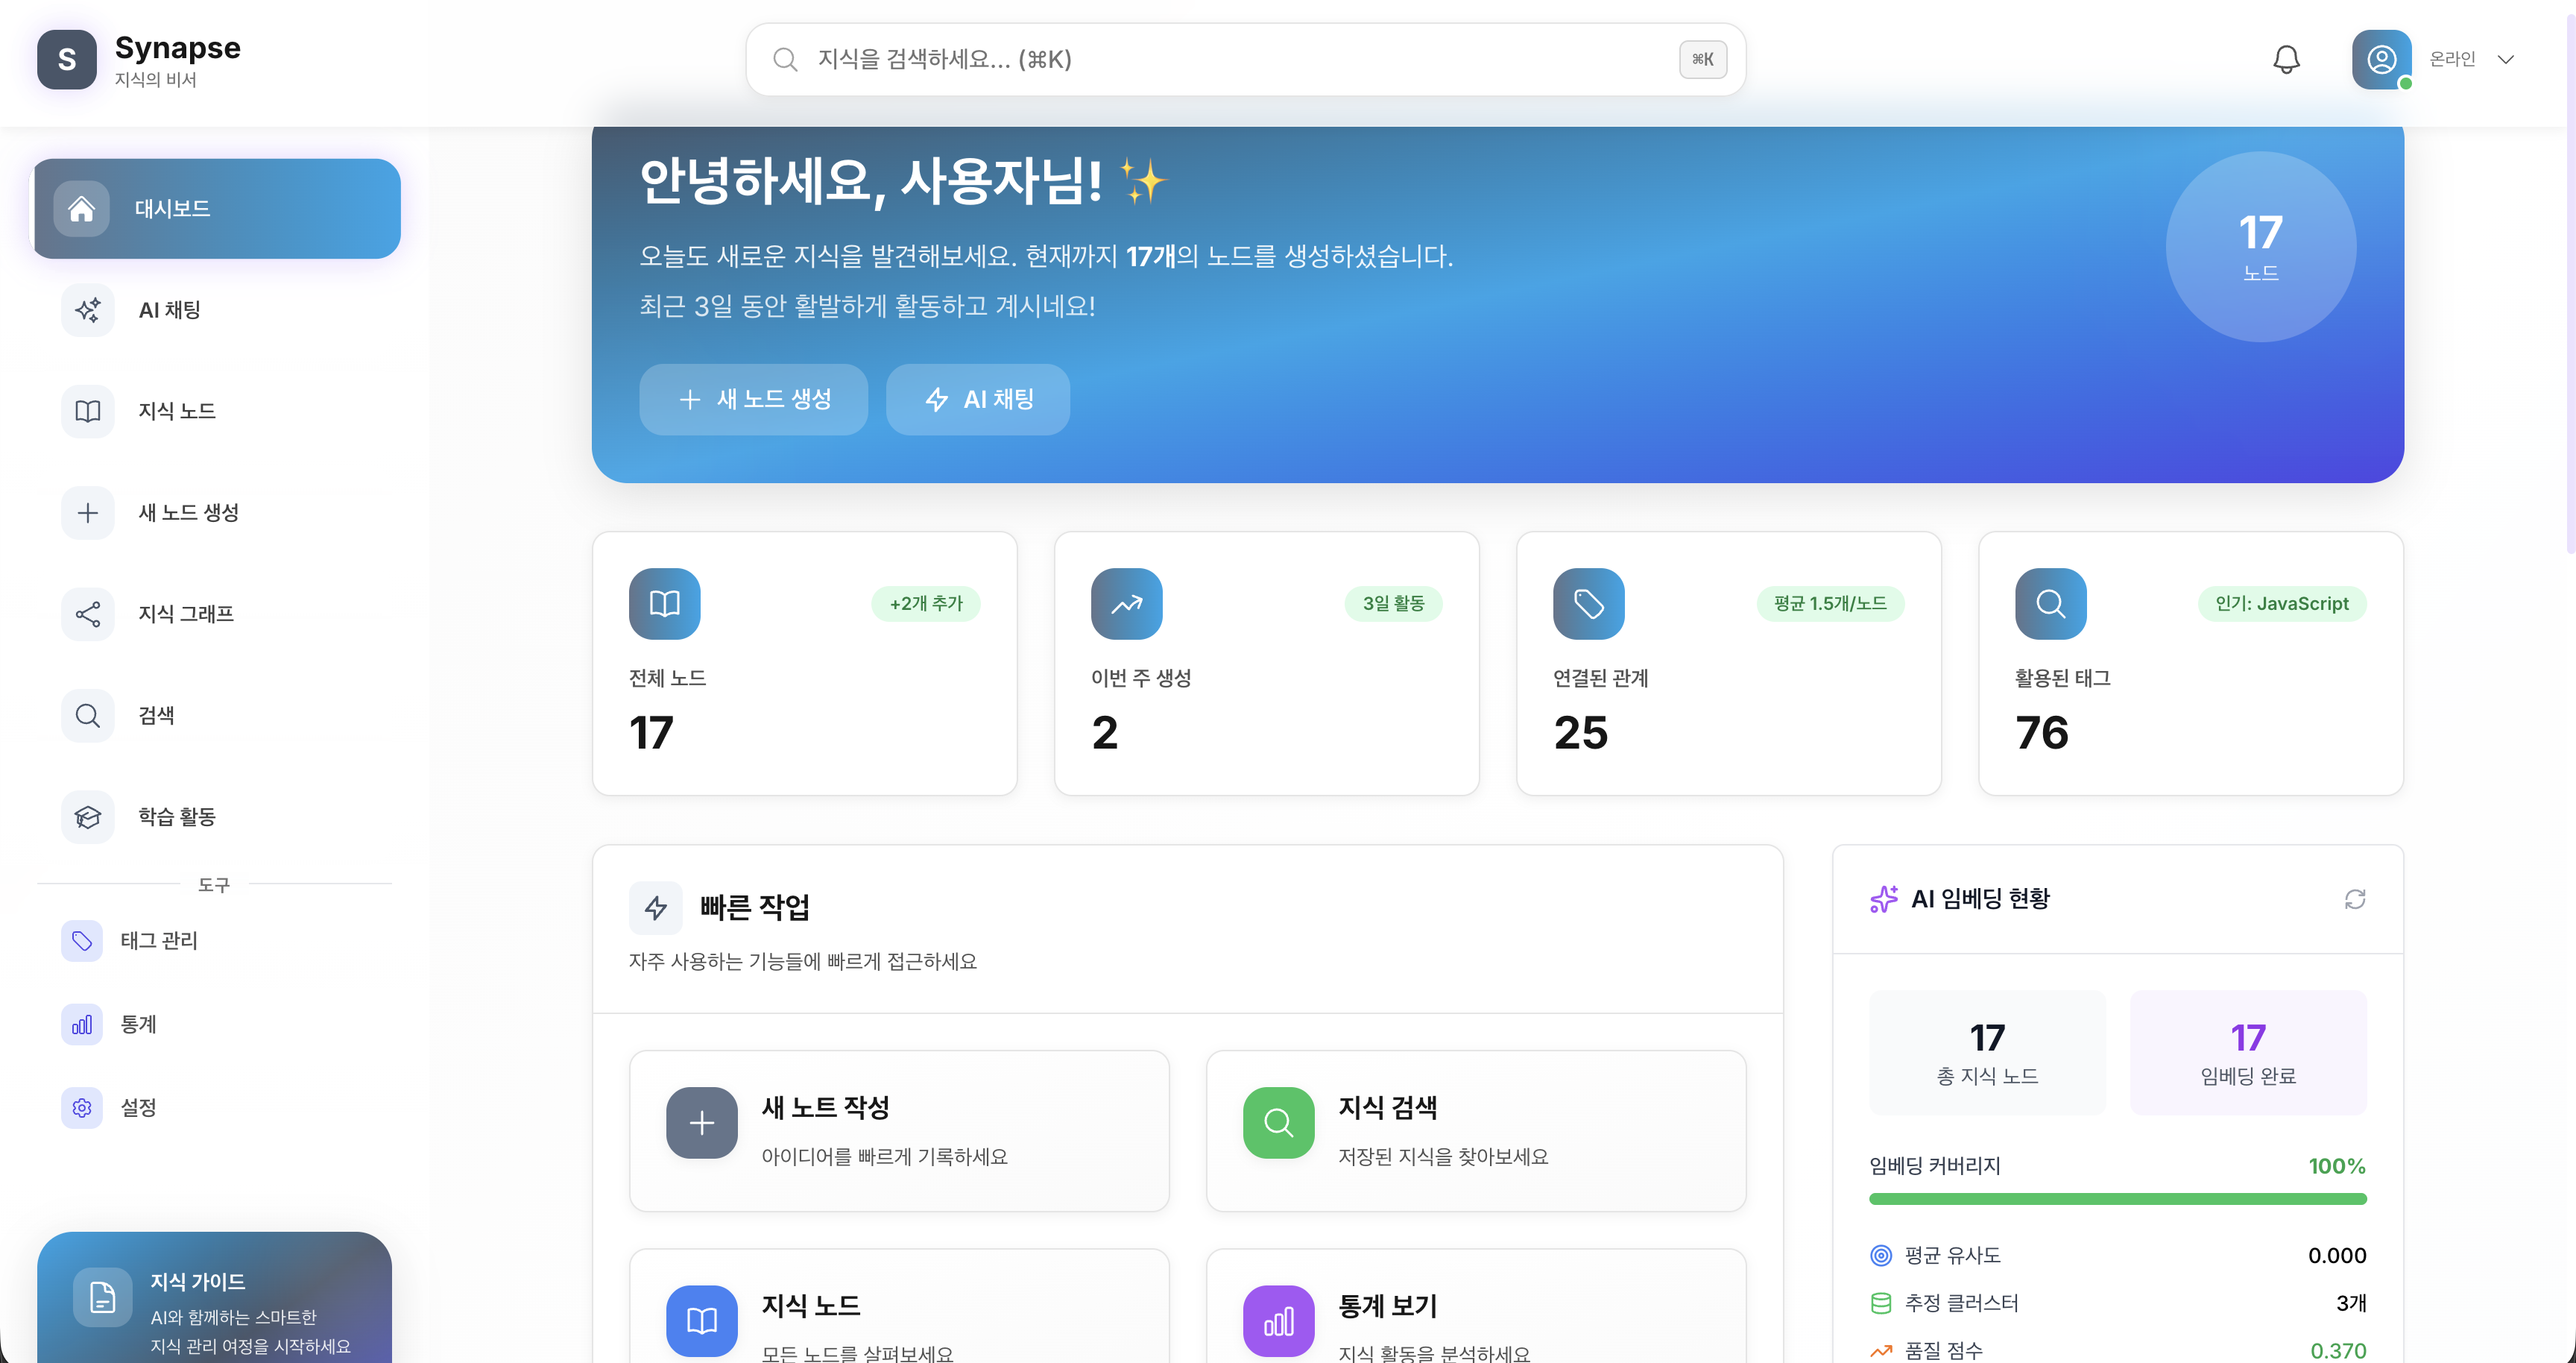 S
Synapse
지식의 비서
지식을 검색하세요... (⌘K)
⌘K
온라인
대시보드
AI 채팅
지식 노드
새 노드 생성
지식 그래프
검색
학습 활동
도구
태그 관리
통계
설정
지식 가이드
AI와 함께하는 스마트한
지식 관리 여정을 시작하세요
안녕하세요, 사용자님! ✨
오늘도 새로운 지식을 발견해보세요. 현재까지 17개의 노드를 생성하셨습니다.
최근 3일 동안 활발하게 활동하고 계시네요!
새 노드 생성
AI 채팅
17
노드
+2개 추가
전체 노드
17
3일 활동
이번 주 생성
2
평균 1.5개/노드
연결된 관계
25
인기: JavaScript
활용된 태그
76
빠른 작업
자주 사용하는 기능들에 빠르게 접근하세요
새 노트 작성
아이디어를 빠르게 기록하세요
지식 검색
저장된 지식을 찾아보세요
지식 노드
모든 노드를 살펴보세요
통계 보기
지식 활동을 분석하세요
AI 임베딩 현황
17
총 지식 노드
17
임베딩 완료
임베딩 커버리지 100%
평균 유사도 0.000
추정 클러스터 3개
품질 점수 0.370